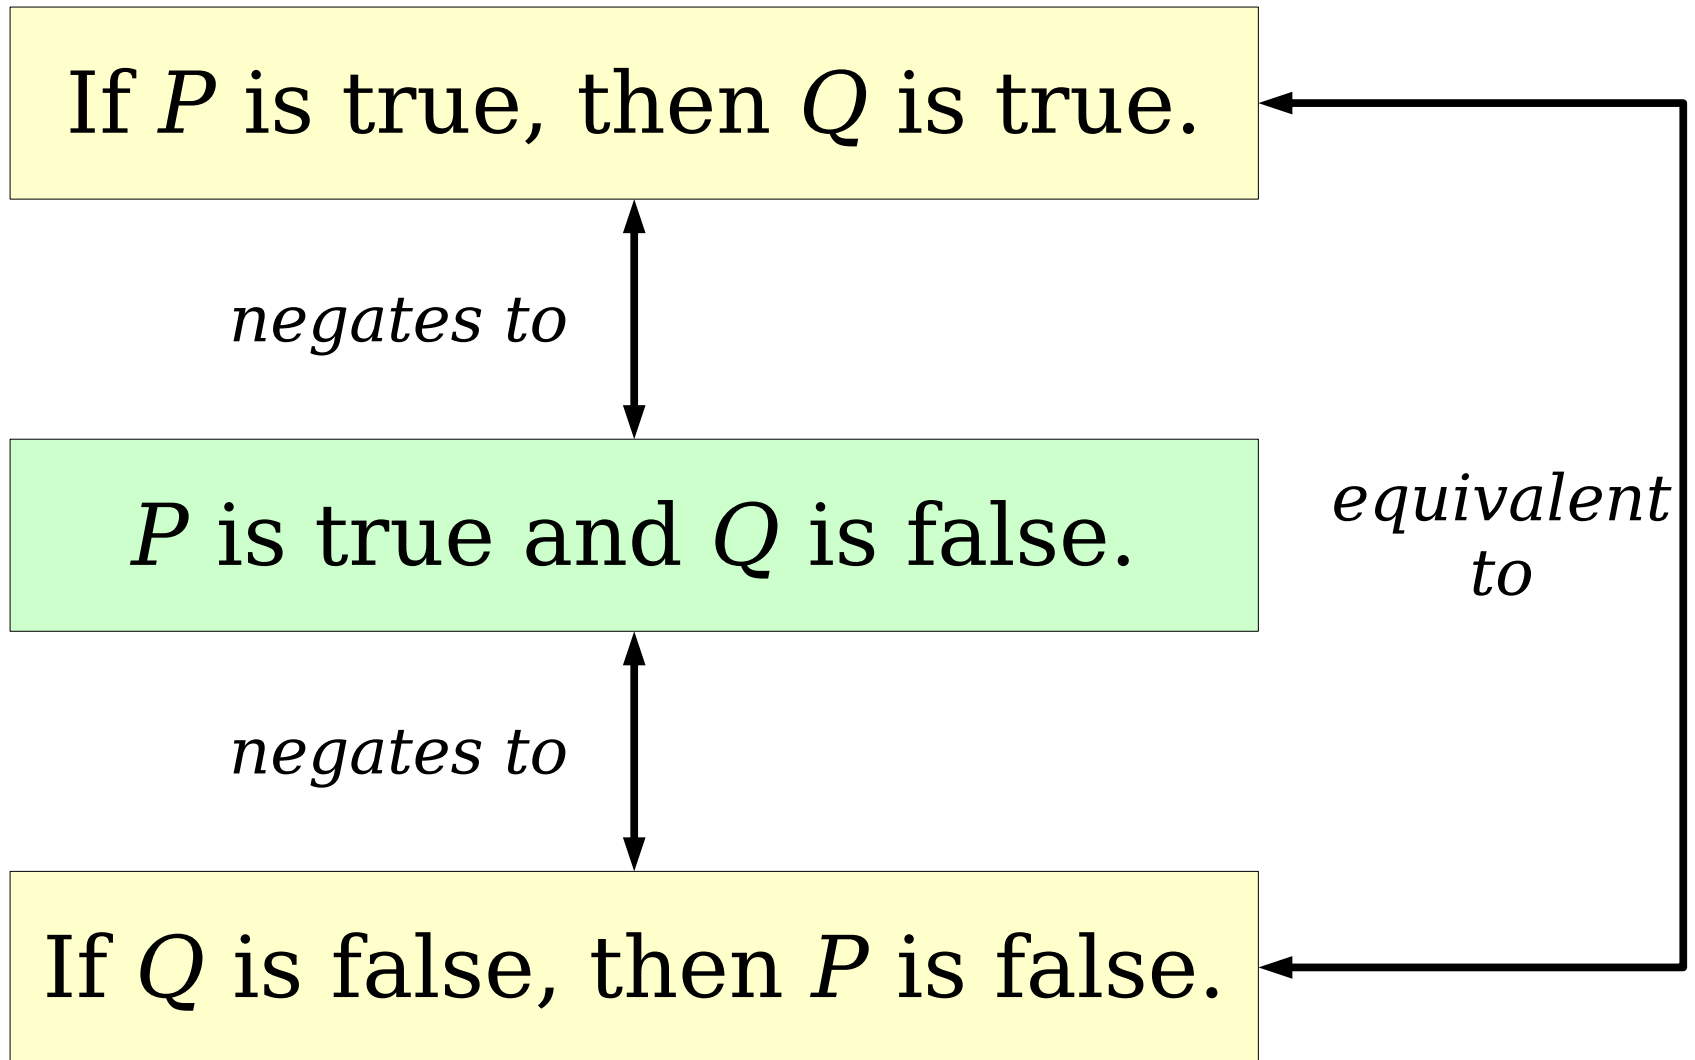 If P is true, then Q is true.
negates to
P is true and Q is false.
equivalent
to
negates to
If Q is false, then P is false.